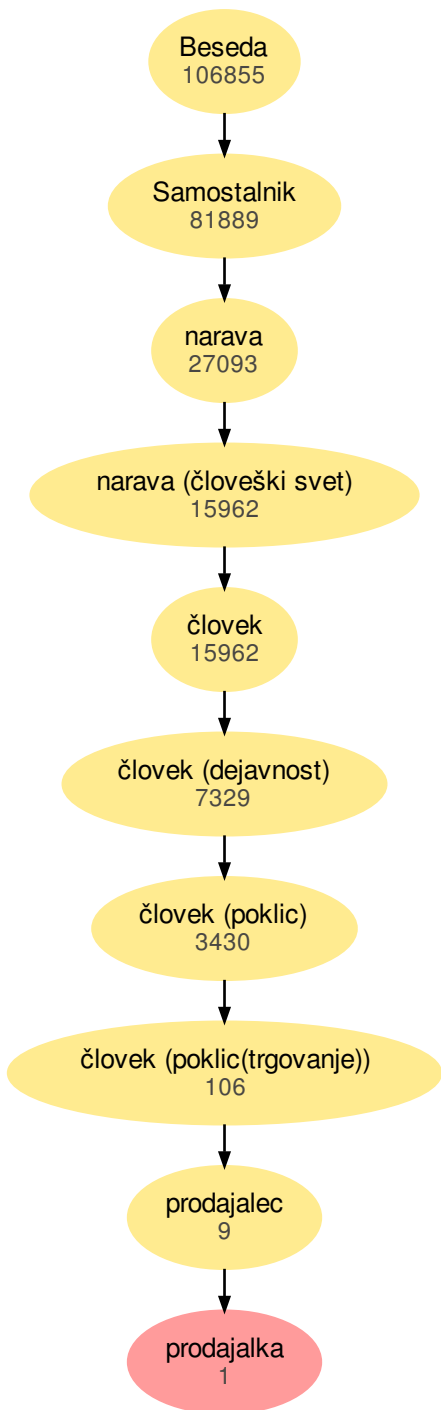 Beseda
106855
Samostalnik
81889
narava
27093
narava (človeški svet)
15962
človek
15962
človek (dejavnost)
7329
človek (poklic)
3430
človek (poklic(trgovanje))
106
prodajalec
9
prodajalka
1